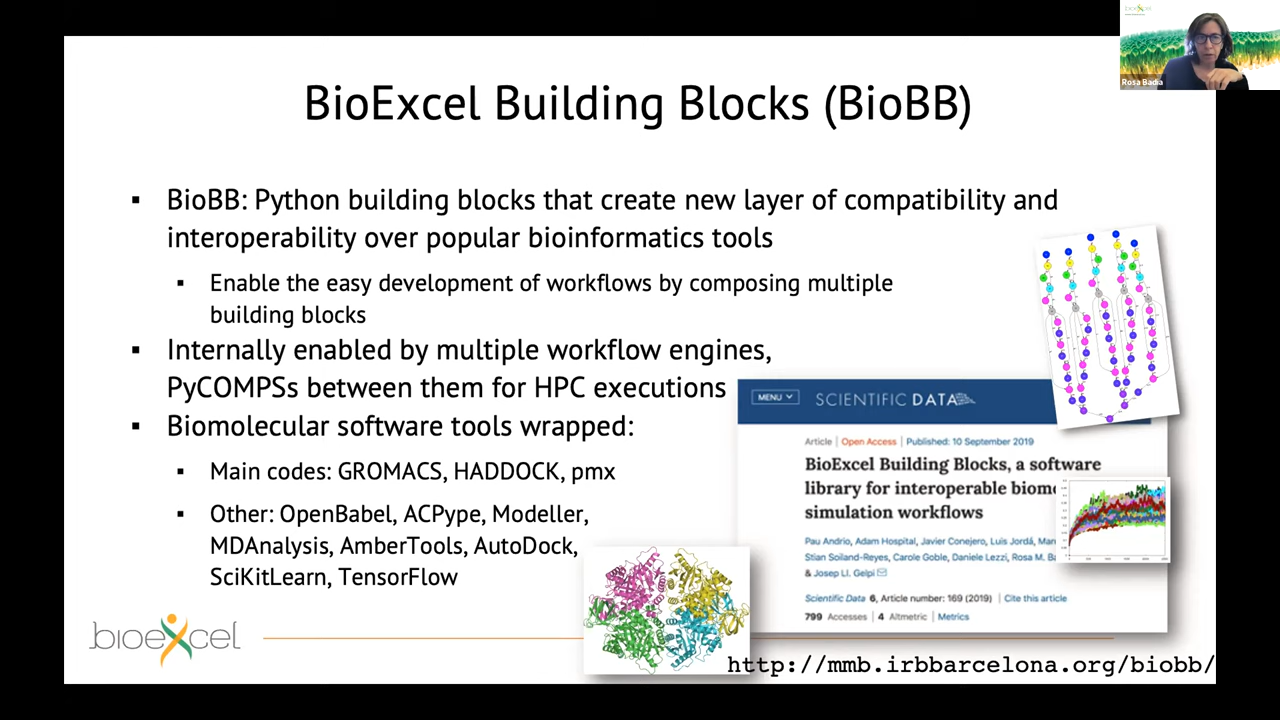 Rosa Badia
BioExcel Building Blocks (BioBB)
▪ BioBB: Python building blocks that create new layer of compatibility and
interoperability over popular bioinformatics tools
▪ Enable the easy development of workflows by composing multiple
building blocks
▪ Internally enabled by multiple workflow engines,
PyCOMPSs between them for HPC executions
▪ Biomolecular software tools wrapped:
▪ Main codes: GROMACS, HADDOCK, pmx
▪ Other: OpenBabel, ACPype, Modeller,
MDAnalysis, AmberTools, AutoDock,
SciKitLearn, TensorFlow
MENU SCIENTIFIC DATA
Article | Open Access | Published: 10 September 2019
BioExcel Building Blocks, a software
library for interoperable
simulation workflows
Pau Andrio, Adam Hospital, Javier Conejero, Luis Jordá,
Stian Soiland-Reyes, Carole Goble, Daniele Lezzi, Rosa M.
& Josep Ll. Gelpi
Scientific Data 6, Article number: 169 (2019) | Cite this article
799 Accesses | 4 Altmetric | Metrics
bioexcel
http://mmb.irbbarcelona.org/biobb/